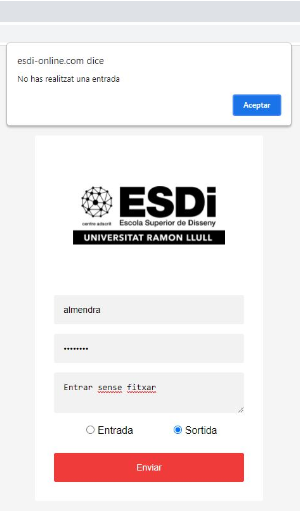 esdi-online.com dice
No has realitzat una entrada
Aceptar
ESDi
centre adscrit
Escola Superior de Disseny
UNIVERSITAT RAMON LLULL
almendra
••••••••
Entrar sense fitxar
Entrada
Sortida
Enviar